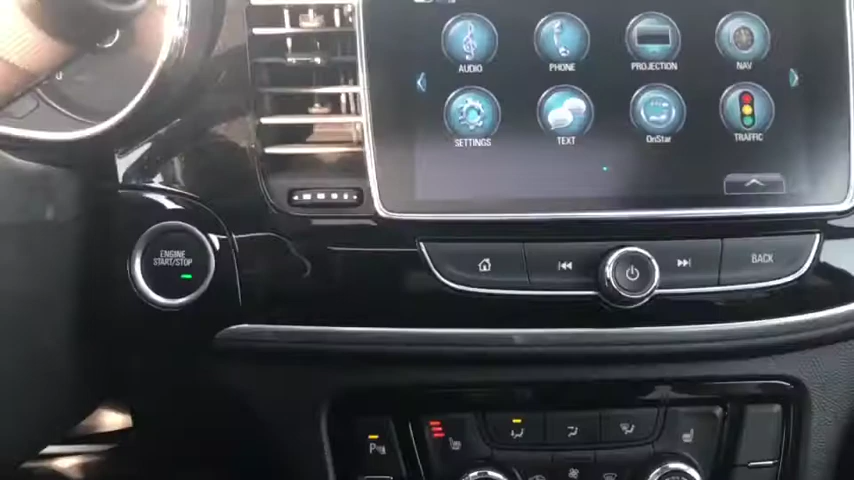 AUDIO
PHONE
PROJECTION
NAV
SETTINGS
TEXT
OnStar
TRAFFIC
ENGINE
START/STOP
BACK
P